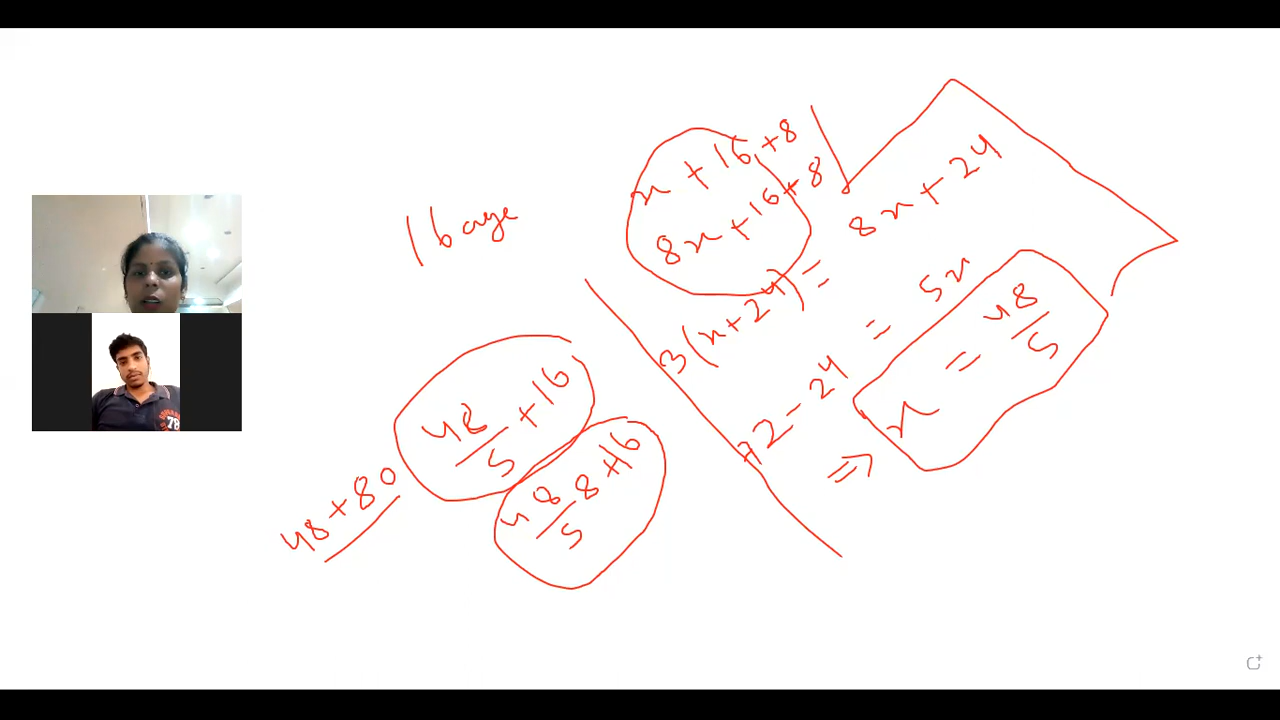 16 age
x + 16 + 8
8x + 16 + 8
8x + 24
3(x+24) =
72 - 24 = 5x
⇒ x = 48/5
48/5 + 16
48/5 8 + 16
48 + 80
78